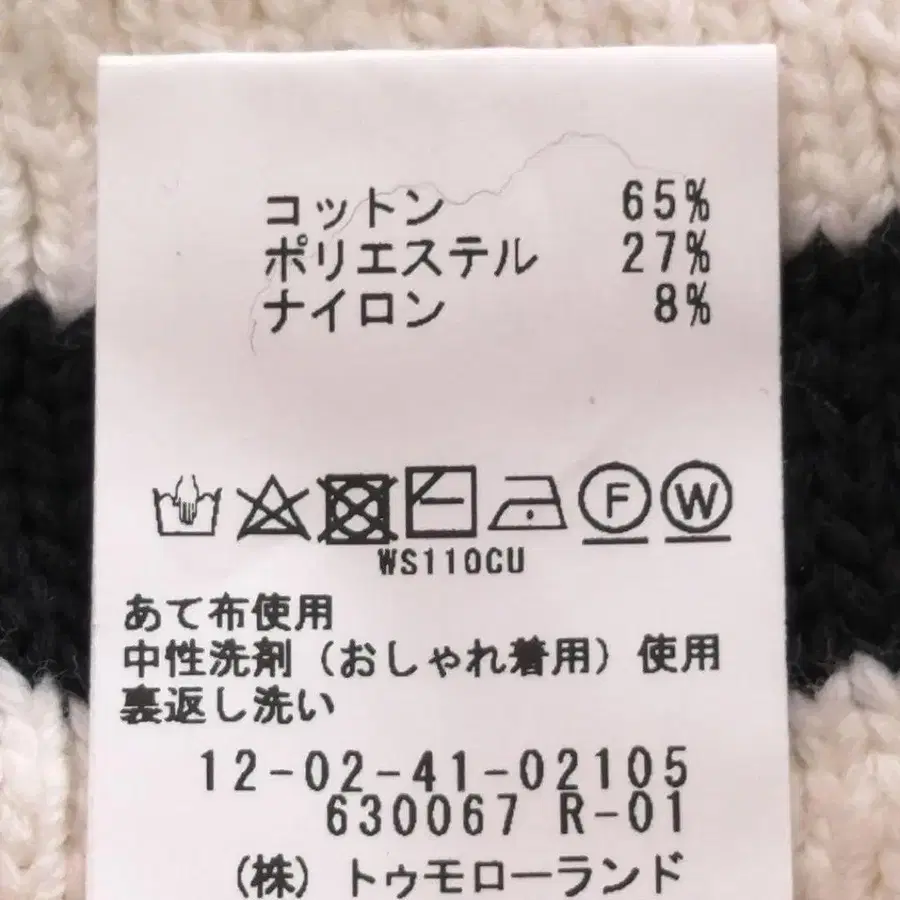 コットン 65%
ポリエステル 27%
ナイロン 8%
F W
WS110CU
あて布使用
中性洗剤（おしゃれ着用）使用
裏返し洗い
12-02-41-02105
630067 R-01
（株）トゥモローランド